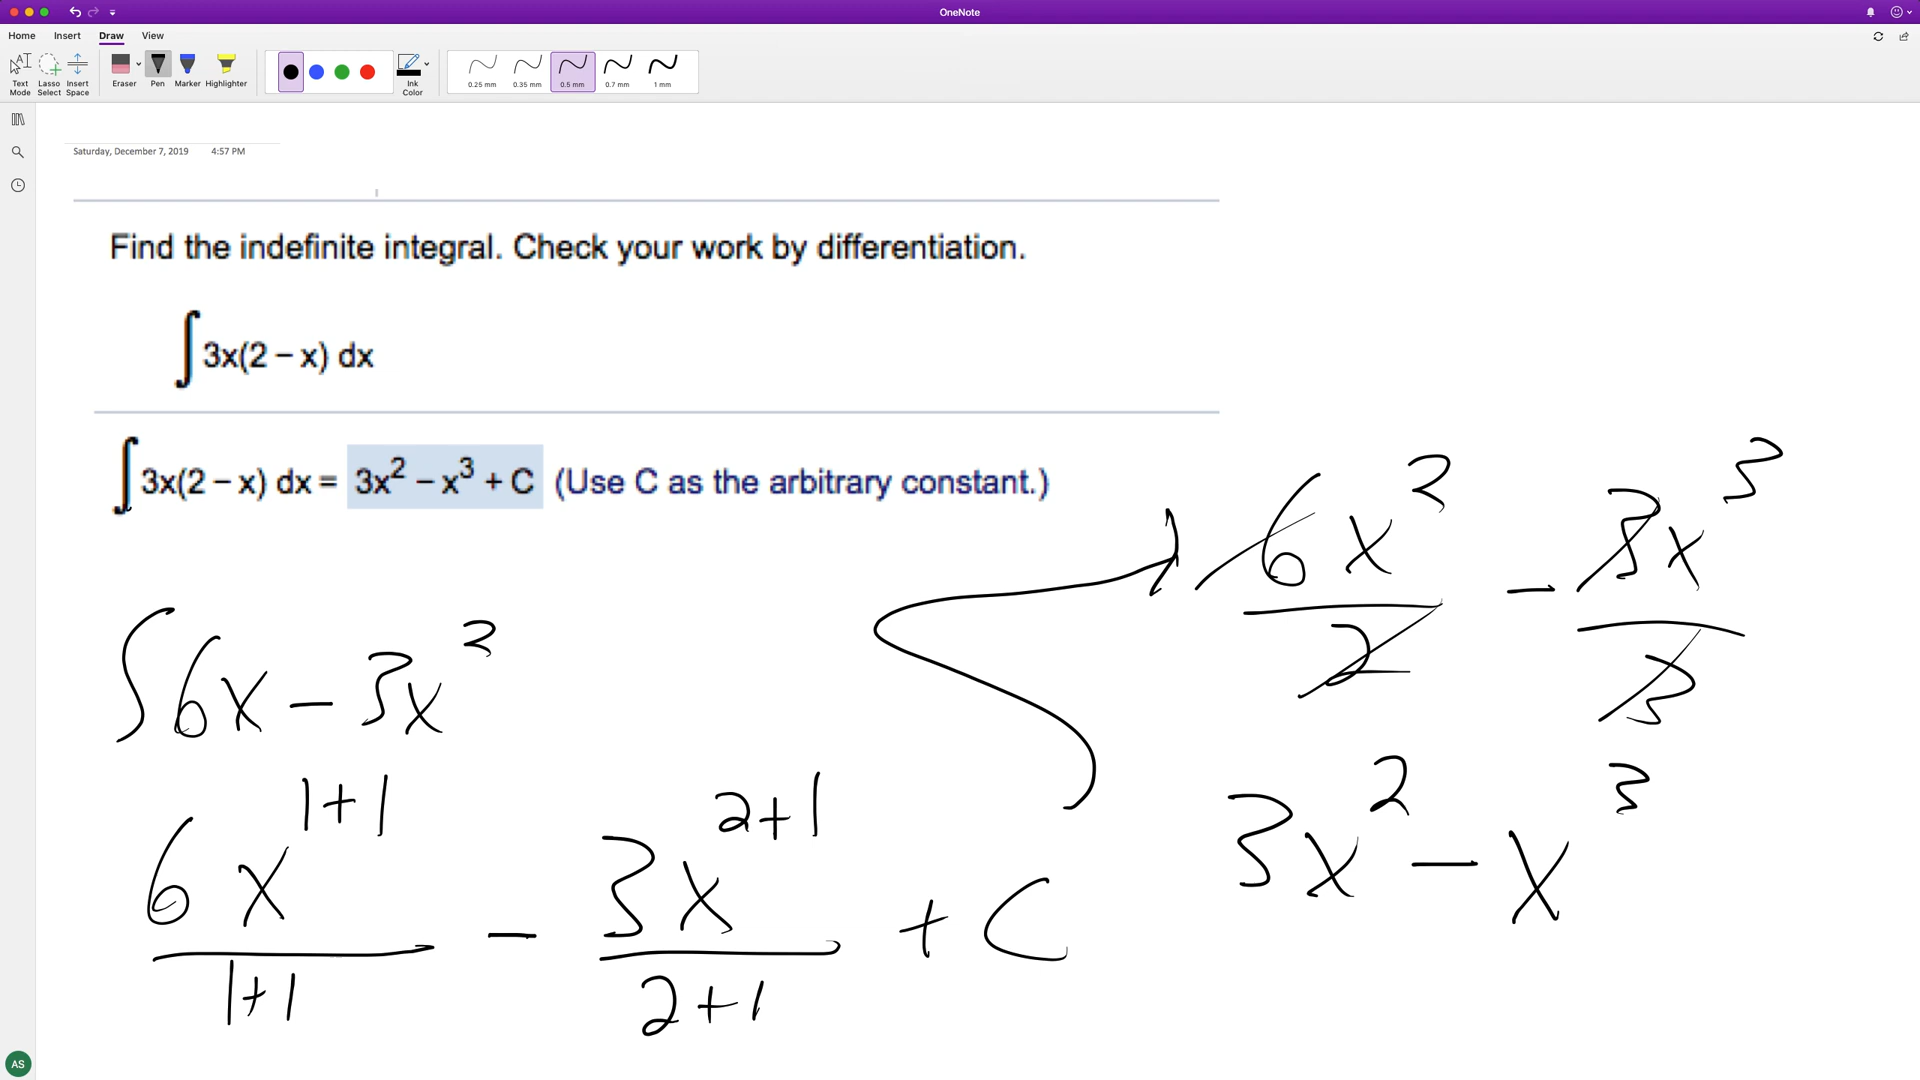 OneNote
Home Insert Draw View
Text Mode Lasso Select Insert Space Eraser Pen Marker Highlighter Ink Color 0.25 mm 0.35 mm 0.5 mm 0.7 mm 1 mm
Saturday, December 7, 2019 4:57 PM
Find the indefinite integral. Check your work by differentiation.
∫ 3x(2 − x) dx
∫ 3x(2 − x) dx = 3x² − x³ + C (Use C as the arbitrary constant.)
6x² / 2 − 3x³ / 3
∫6x − 3x²
6x^(1+1) / 1+1 − 3x^(2+1) / 2+1 + C
3x² − x³
AS